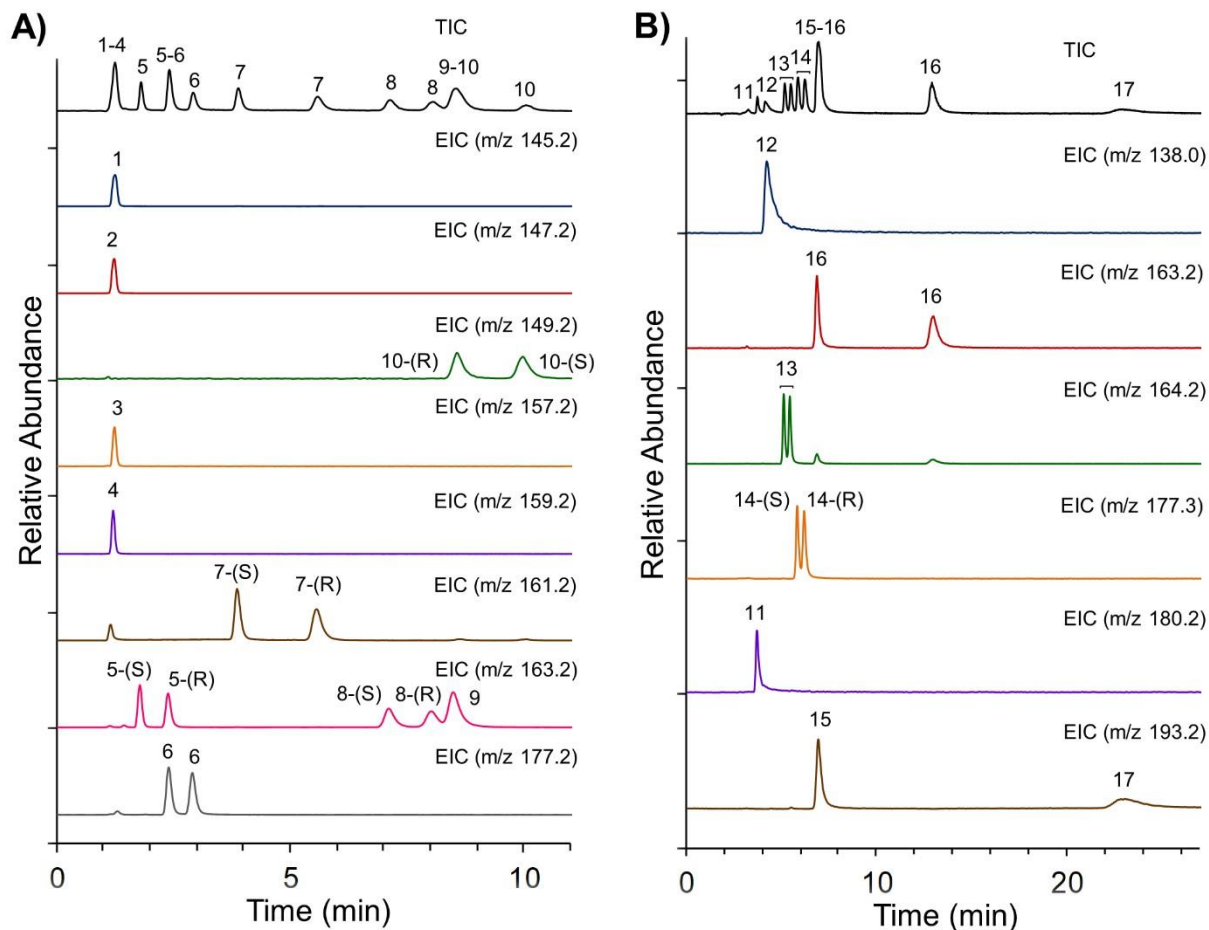 A)
TIC
1-4
5
5-6
6
7
7
8
8
9-10
10
EIC (m/z 145.2)
1
EIC (m/z 147.2)
2
EIC (m/z 149.2)
10-(R)
10-(S)
EIC (m/z 157.2)
3
EIC (m/z 159.2)
4
EIC (m/z 161.2)
7-(S)
7-(R)
EIC (m/z 163.2)
5-(S)
5-(R)
8-(S)
8-(R)
9
EIC (m/z 177.2)
6
6
Relative Abundance
0
5
10
Time (min)
B)
TIC
11
12
13
14
15-16
16
17
EIC (m/z 138.0)
12
EIC (m/z 163.2)
16
16
EIC (m/z 164.2)
13
EIC (m/z 177.3)
14-(S)
14-(R)
EIC (m/z 180.2)
11
EIC (m/z 193.2)
15
17
Relative Abundance
0
10
20
Time (min)